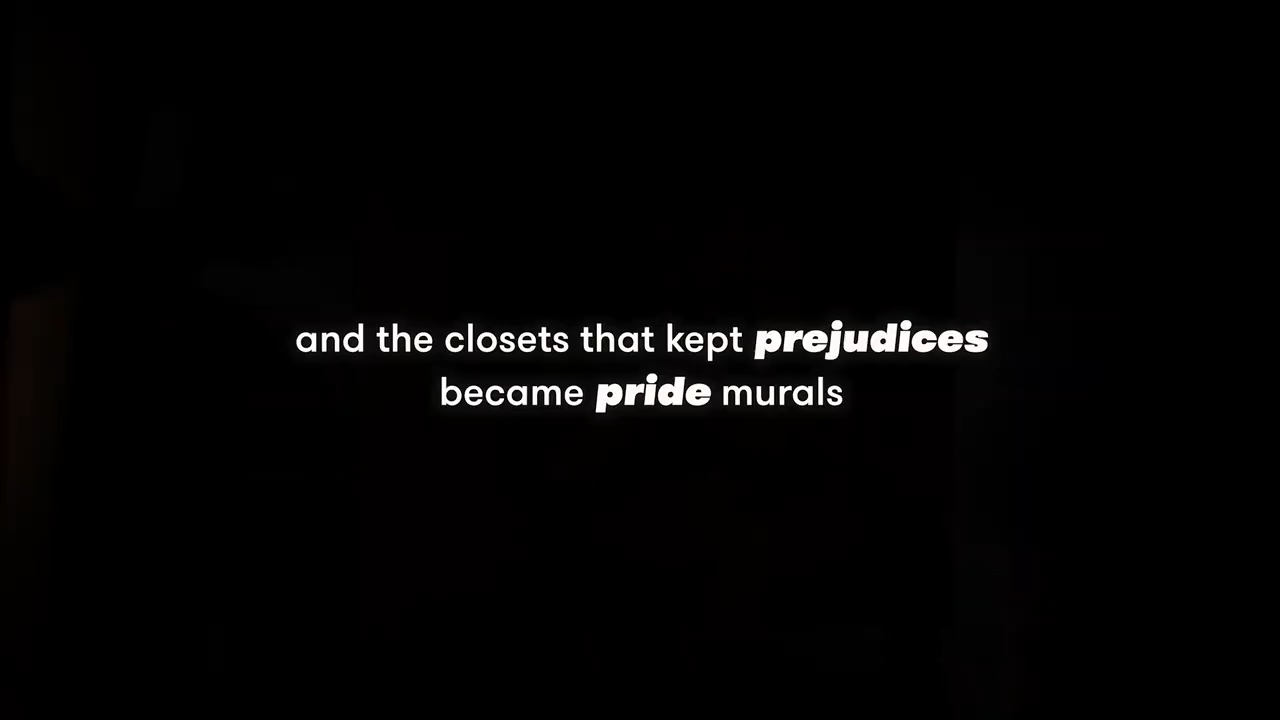 and the closets that kept prejudices
became pride murals